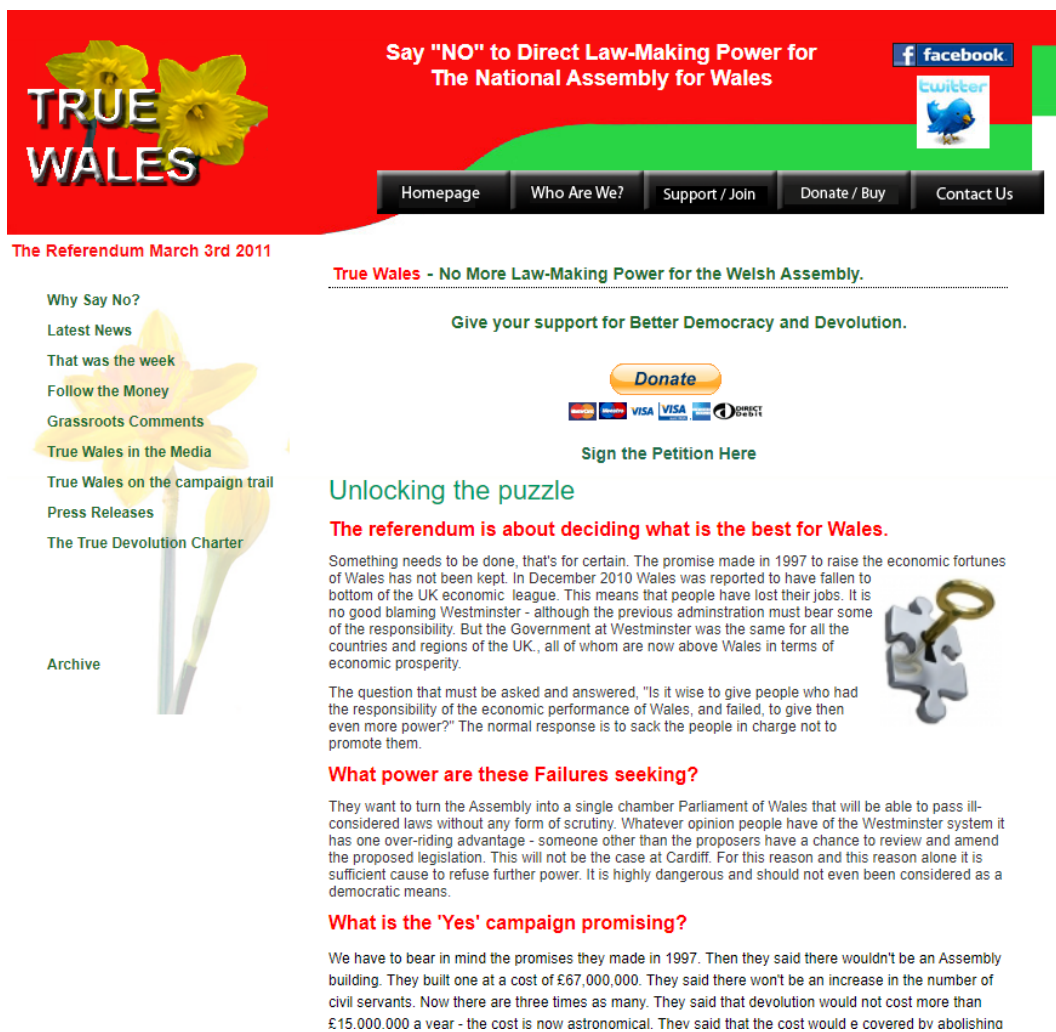 TRUE
WALES
Say "NO" to Direct Law-Making Power for
The National Assembly for Wales
facebook
twitter
Homepage
Who Are We?
Support / Join
Donate / Buy
Contact Us
The Referendum March 3rd 2011
Why Say No?
Latest News
That was the week
Follow the Money
Grassroots Comments
True Wales in the Media
True Wales on the campaign trail
Press Releases
The True Devolution Charter
Archive
True Wales - No More Law-Making Power for the Welsh Assembly.
Give your support for Better Democracy and Devolution.
Donate
VISA VISA DIRECT Debit
Sign the Petition Here
Unlocking the puzzle
The referendum is about deciding what is the best for Wales.
Something needs to be done, that's for certain. The promise made in 1997 to raise the economic fortunes
of Wales has not been kept. In December 2010 Wales was reported to have fallen to
bottom of the UK economic league. This means that people have lost their jobs. It is
no good blaming Westminster - although the previous adminstration must bear some
of the responsibility. But the Government at Westminster was the same for all the
countries and regions of the UK., all of whom are now above Wales in terms of
economic prosperity.
The question that must be asked and answered, "Is it wise to give people who had
the responsibility of the economic performance of Wales, and failed, to give then
even more power?" The normal response is to sack the people in charge not to
promote them.
What power are these Failures seeking?
They want to turn the Assembly into a single chamber Parliament of Wales that will be able to pass ill-
considered laws without any form of scrutiny. Whatever opinion people have of the Westminster system it
has one over-riding advantage - someone other than the proposers have a chance to review and amend
the proposed legislation. This will not be the case at Cardiff. For this reason and this reason alone it is
sufficient cause to refuse further power. It is highly dangerous and should not even been considered as a
democratic means.
What is the 'Yes' campaign promising?
We have to bear in mind the promises they made in 1997. Then they said there wouldn't be an Assembly
building. They built one at a cost of £67,000,000. They said there won't be an increase in the number of
civil servants. Now there are three times as many. They said that devolution would not cost more than
£15,000,000 a year - the cost is now astronomical. They said that the cost would e covered by abolishing